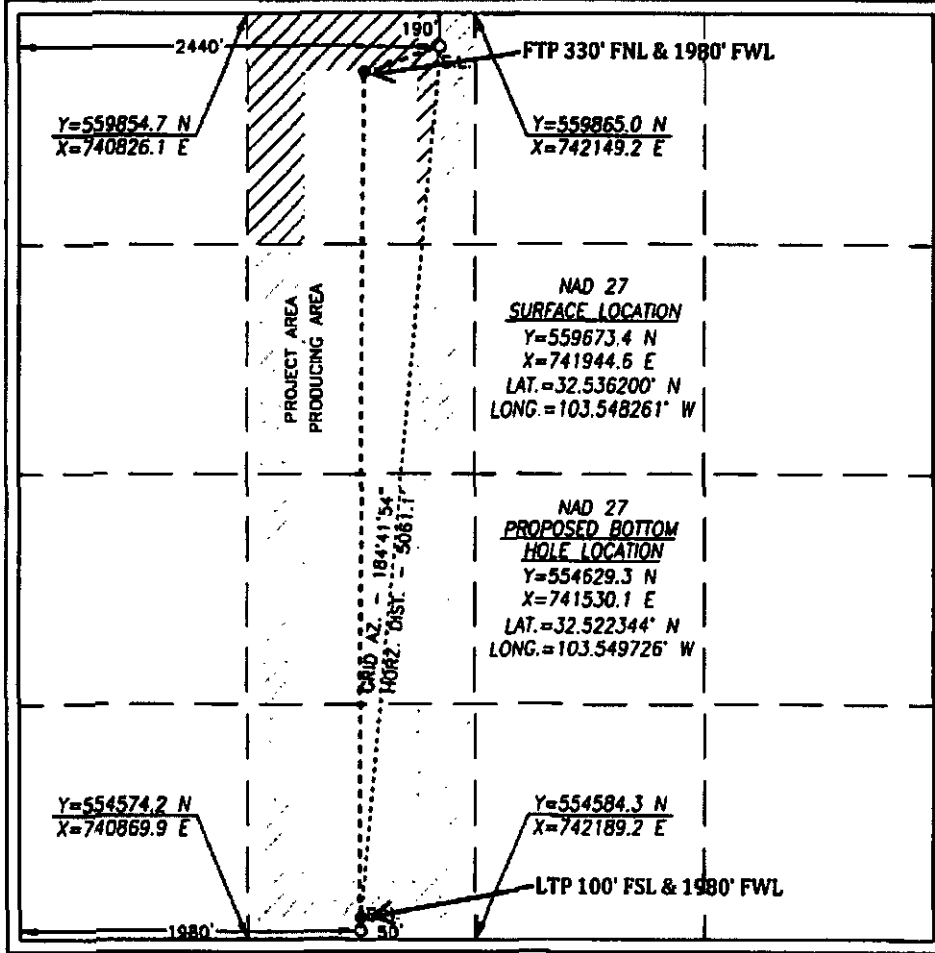 190'
2440'
FTP 330' FNL & 1980' FWL
Y=559854.7 N
X=740826.1 E
Y=559865.0 N
X=742149.2 E
NAD 27
SURFACE LOCATION
Y=559673.4 N
X=741944.6 E
LAT.=32.536200° N
LONG.=103.548261° W
PROJECT AREA
PRODUCING AREA
NAD 27
PROPOSED BOTTOM
HOLE LOCATION
Y=554629.3 N
X=741530.1 E
LAT.=32.522344° N
LONG.=103.549726° W
GRID AZ. - 184°41'54"
HORZ. DIST. - 5061.1'
Y=554574.2 N
X=740869.9 E
Y=554584.3 N
X=742189.2 E
LTP 100' FSL & 1980' FWL
1980'
50'